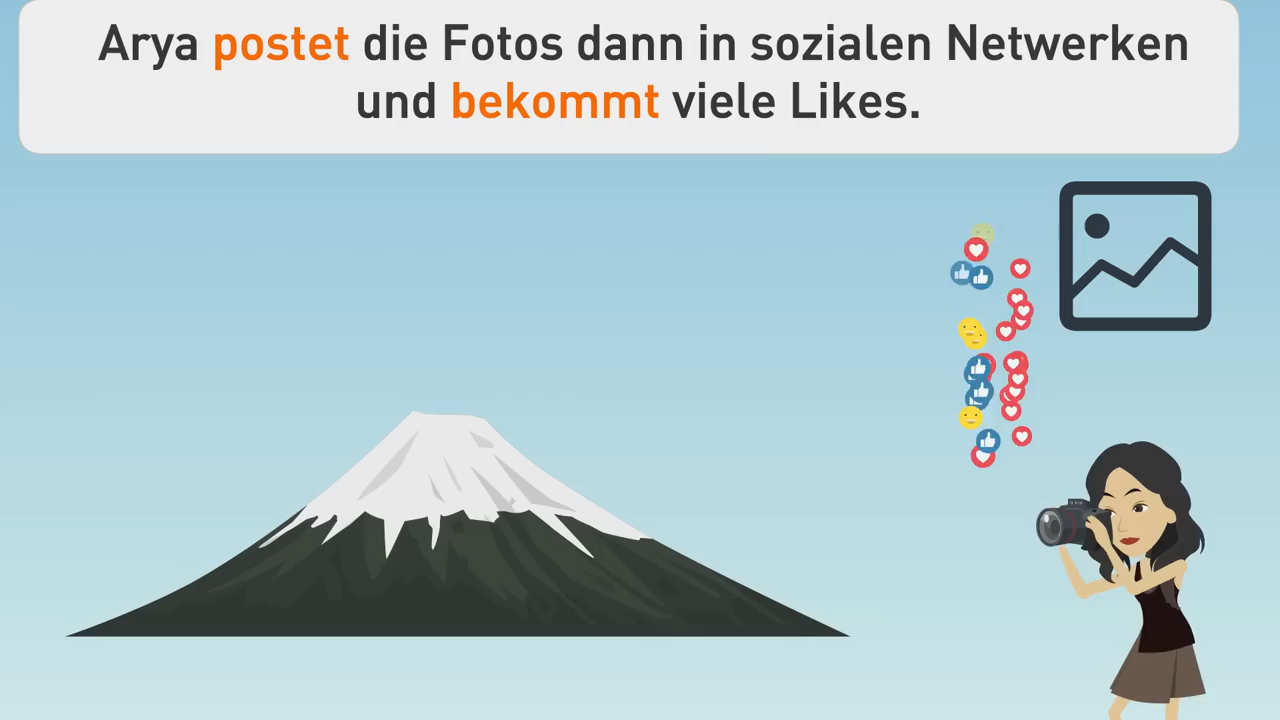 Arya postet die Fotos dann in sozialen Netwerken
und bekommt viele Likes.